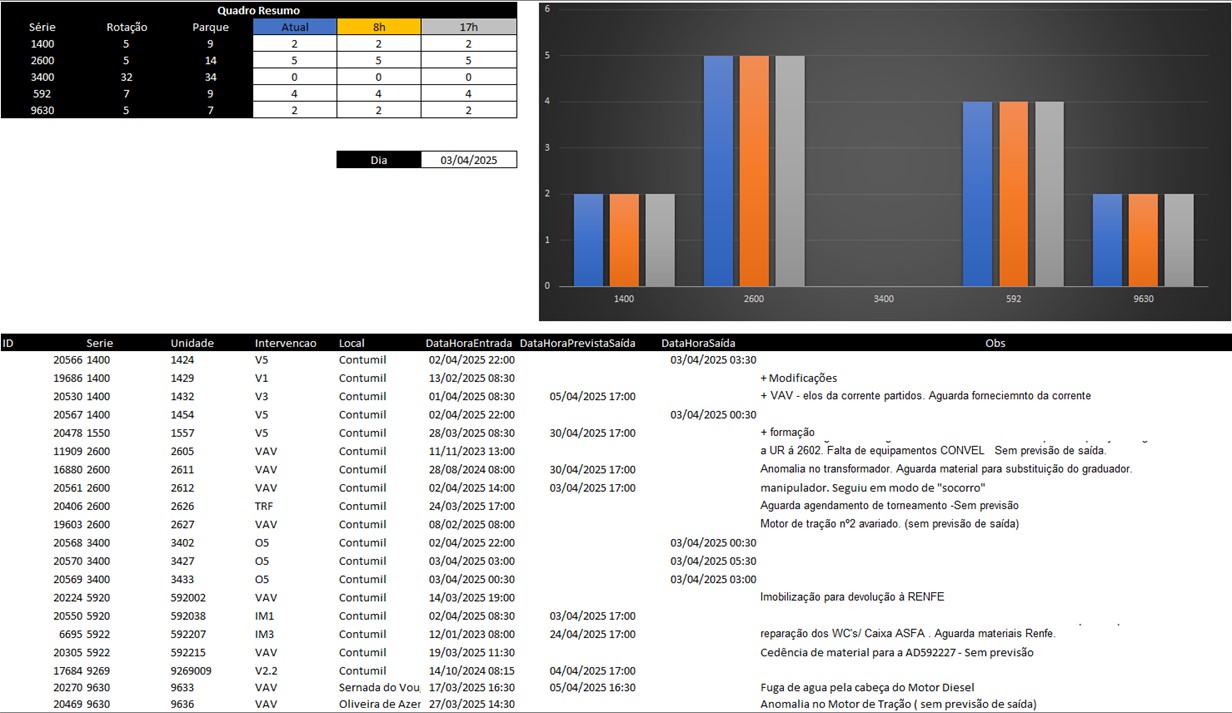 Quadro Resumo
Série Rotação Parque Atual 8h 17h
1400 5 9 2 2 2
2600 5 14 5 5 5
3400 32 34 0 0 0
592 7 9 4 4 4
9630 5 7 2 2 2
Dia 03/04/2025
6
5
4
3
2
1
0
1400 2600 3400 592 9630
ID Serie Unidade Intervencao Local DataHoraEntrada DataHoraPrevistaSaída DataHoraSaída Obs
20566 1400 1424 V5 Contumil 02/04/2025 22:00 03/04/2025 03:30
19686 1400 1429 V1 Contumil 13/02/2025 08:30 + Modificações
20530 1400 1432 V3 Contumil 01/04/2025 08:30 05/04/2025 17:00 + VAV - elos da corrente partidos. Aguarda forneciemnto da corrente
20567 1400 1454 V5 Contumil 02/04/2025 22:00 03/04/2025 00:30
20478 1550 1557 V5 Contumil 28/03/2025 08:30 30/04/2025 17:00 + formação
11909 2600 2605 VAV Contumil 11/11/2023 13:00 a UR á 2602. Falta de equipamentos CONVEL Sem previsão de saída.
16880 2600 2611 VAV Contumil 28/08/2024 08:00 30/04/2025 17:00 Anomalia no transformador. Aguarda material para substituição do graduador.
20561 2600 2612 VAV Contumil 02/04/2025 14:00 03/04/2025 17:00 manipulador. Seguiu em modo de "socorro"
20406 2600 2626 TRF Contumil 24/03/2025 17:00 Aguarda agendamento de torneamento -Sem previsão
19603 2600 2627 VAV Contumil 08/02/2025 08:00 Motor de tração nº2 avariado. (sem previsão de saída)
20568 3400 3402 O5 Contumil 02/04/2025 22:00 03/04/2025 00:30
20570 3400 3427 O5 Contumil 03/04/2025 03:00 03/04/2025 05:30
20569 3400 3433 O5 Contumil 03/04/2025 00:30 03/04/2025 03:00
20224 5920 592002 VAV Contumil 14/03/2025 19:00 Imobilização para devolução à RENFE
20550 5920 592038 IM1 Contumil 02/04/2025 08:30 03/04/2025 17:00
6695 5922 592207 IM3 Contumil 12/01/2023 08:00 24/04/2025 17:00 reparação dos WC's/ Caixa ASFA . Aguarda materiais Renfe.
20305 5922 592215 VAV Contumil 19/03/2025 11:30 Cedência de material para a AD592227 - Sem previsão
17684 9269 9269009 V2.2 Contumil 14/10/2024 08:15 04/04/2025 17:00
20270 9630 9633 VAV Sernada do Vou 17/03/2025 16:30 05/04/2025 16:30 Fuga de agua pela cabeça do Motor Diesel
20469 9630 9636 VAV Oliveira de Azer 27/03/2025 14:30 Anomalia no Motor de Tração ( sem previsão de saída)